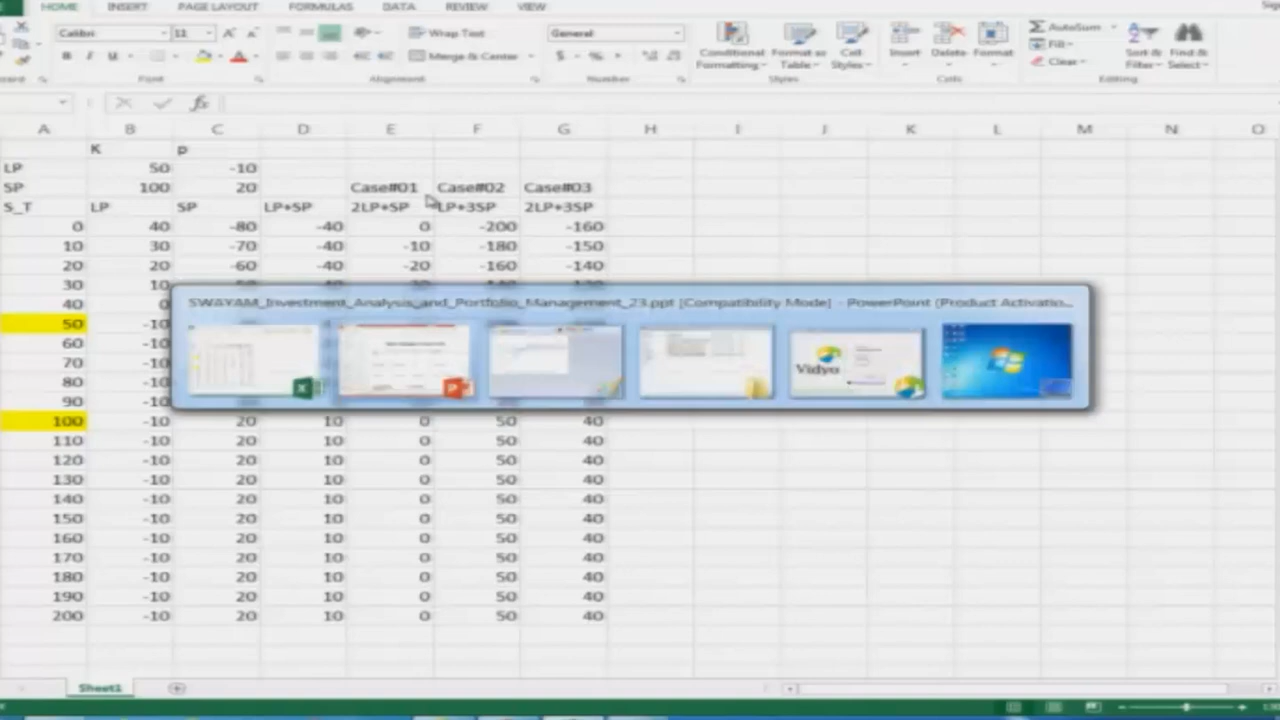 HOME INSERT PAGE LAYOUT FORMULAS DATA REVIEW VIEW Sig
Calibri 11 A A Wrap Text General AutoSum
Fill
B I U A Merge & Center $ % Conditional Formatting Format as Table Cell Styles Insert Delete Format Clear Sort & Filter Find & Select
Font Alignment Number Styles Cells Editing
fx
A B C D E F G H I J K L M N O
K p
LP 50 -10
SP 100 20 Case#01 Case#02 Case#03
S_T LP SP LP+SP 2LP+SP LP+3SP 2LP+3SP
0 40 -80 -40 0 -200 -160
10 30 -70 -40 -10 -180 -150
20 20 -60 -40 -20 -160 -140
30 10
SWAYAM_Investment_Analysis_and_Portfolio_Management_23.ppt [Compatibility Mode] - PowerPoint (Product Activatio...
40 0
50 -10
60 -10
70 -10
Vidyo
80 -10
90 -10
100 -10 20 10 0 50 40
110 -10 20 10 0 50 40
120 -10 20 10 0 50 40
130 -10 20 10 0 50 40
140 -10 20 10 0 50 40
150 -10 20 10 0 50 40
160 -10 20 10 0 50 40
170 -10 20 10 0 50 40
180 -10 20 10 0 50 40
190 -10 20 10 0 50 40
200 -10 20 10 0 50 40
Sheet1